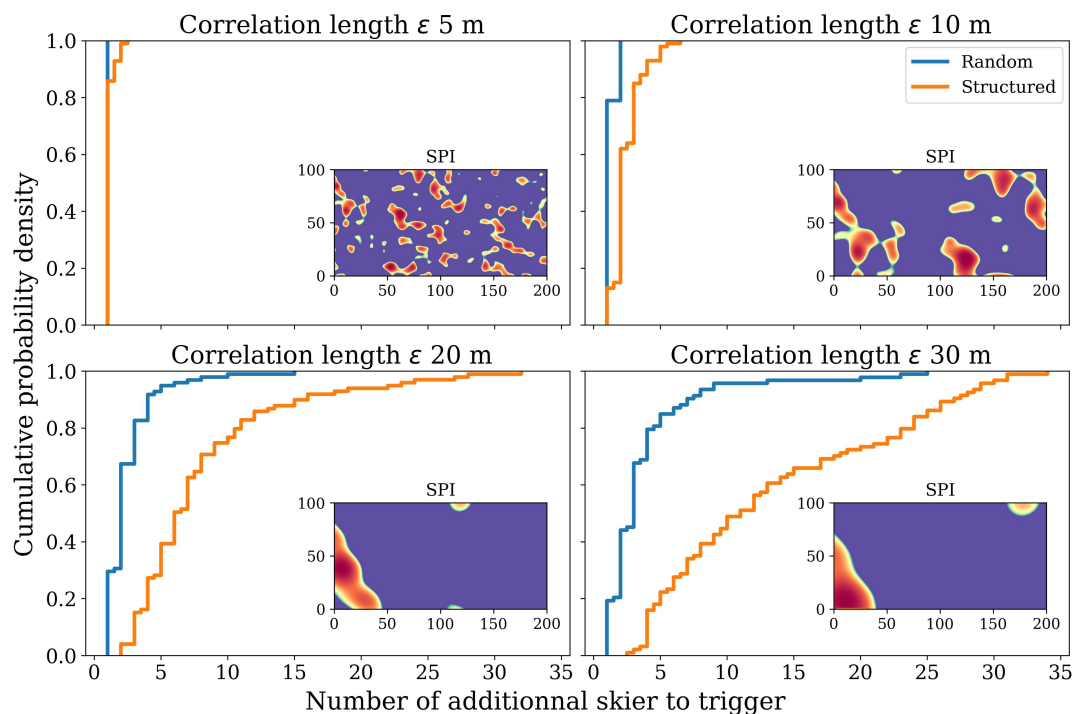 Correlation length ε 5 m
Correlation length ε 10 m
Cumulative probability density
1.0
0.8
0.6
0.4
0.2
0.0
SPI
100
50
0
0 50 100 150 200
Random
Structured
SPI
100
50
0
0 50 100 150 200
Correlation length ε 20 m
Correlation length ε 30 m
1.0
0.8
0.6
0.4
0.2
0.0
SPI
100
50
0
0 50 100 150 200
SPI
100
50
0
0 50 100 150 200
0 5 10 15 20 25 30 35
0 5 10 15 20 25 30 35
Number of additionnal skier to trigger